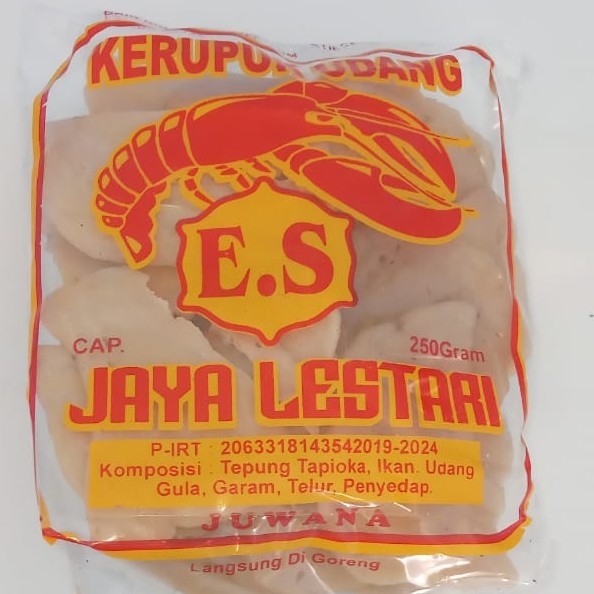 KERUPUK UDANG
E.S
CAP.
250Gram
JAYA LESTARI
P-IRT : 2063318143542019-2024
Komposisi : Tepung Tapioka, Ikan. Udang
Gula, Garam, Telur, Penyedap.
JUWANA
Langsung Di Goreng